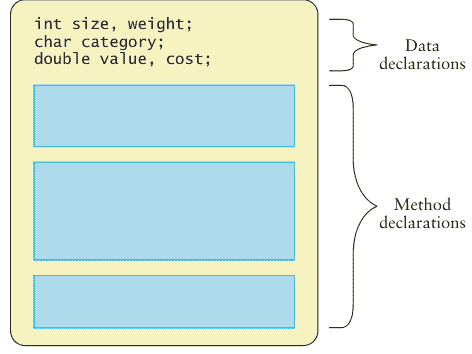 int size, weight;
char category;
double value, cost;
Data
declarations
Method
declarations